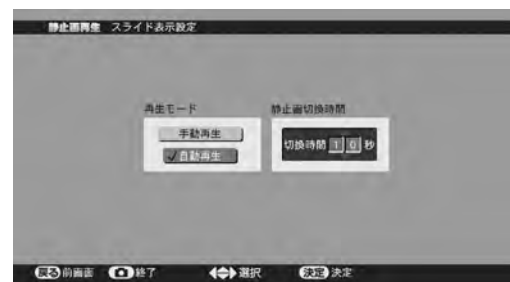 静止画再生 スライド表示設定
再生モード
手動再生
✓自動再生
静止画切換時間
切換時間 1 0 秒
戻る 前画面 終了 選択 決定 決定